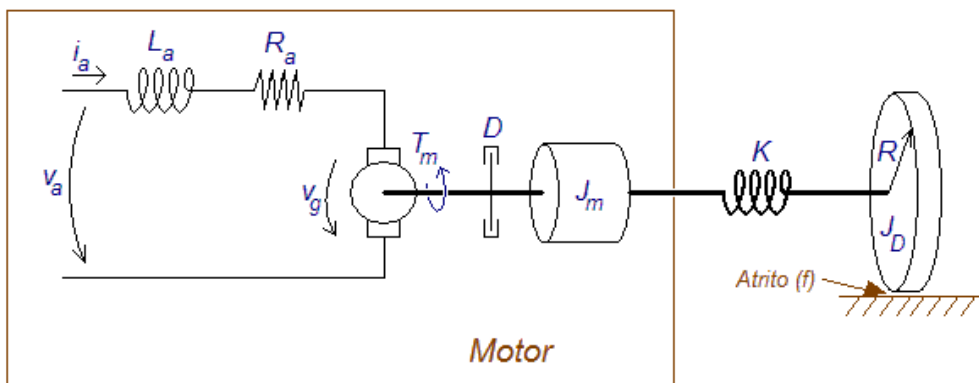 i_a
L_a
R_a
v_a
v_g
T_m
D
J_m
K
R
J_D
Atrito (f)
Motor